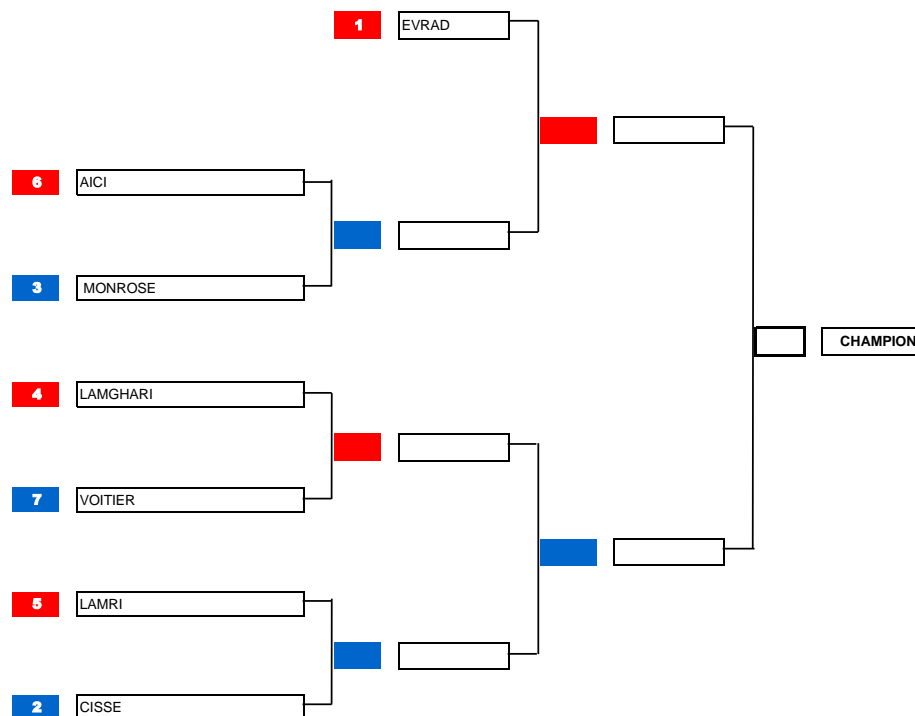 1 EVRAD
6 AICI
3 MONROSE
CHAMPION
4 LAMGHARI
7 VOITIER
5 LAMRI
2 CISSE